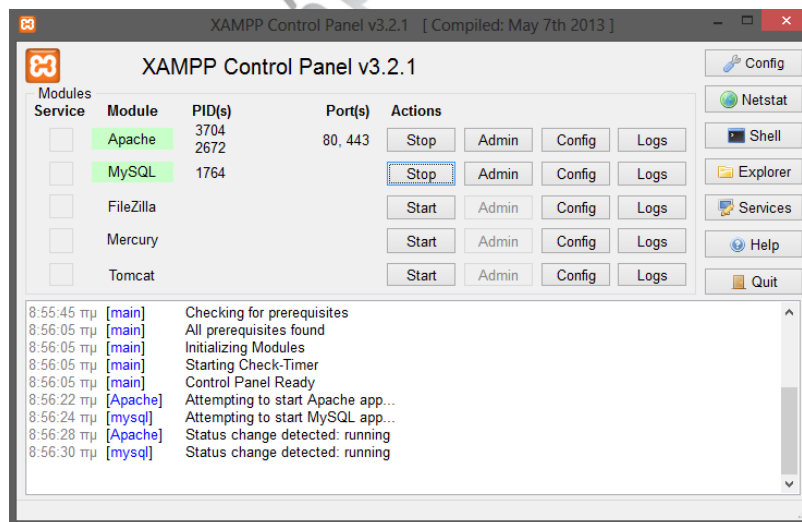 XAMPP Control Panel v3.2.1 [ Compiled: May 7th 2013 ]
XAMPP Control Panel v3.2.1
Config
Modules
Service Module PID(s) Port(s) Actions
Netstat
Apache 3704 2672 80, 443 Stop Admin Config Logs
Shell
MySQL 1764 Stop Admin Config Logs
Explorer
FileZilla Start Admin Config Logs
Services
Mercury Start Admin Config Logs
Help
Tomcat Start Admin Config Logs
Quit
8:55:45 πμ [main] Checking for prerequisites
8:56:05 πμ [main] All prerequisites found
8:56:05 πμ [main] Initializing Modules
8:56:05 πμ [main] Starting Check-Timer
8:56:05 πμ [main] Control Panel Ready
8:56:22 πμ [Apache] Attempting to start Apache app...
8:56:24 πμ [mysql] Attempting to start MySQL app...
8:56:28 πμ [Apache] Status change detected: running
8:56:30 πμ [mysql] Status change detected: running